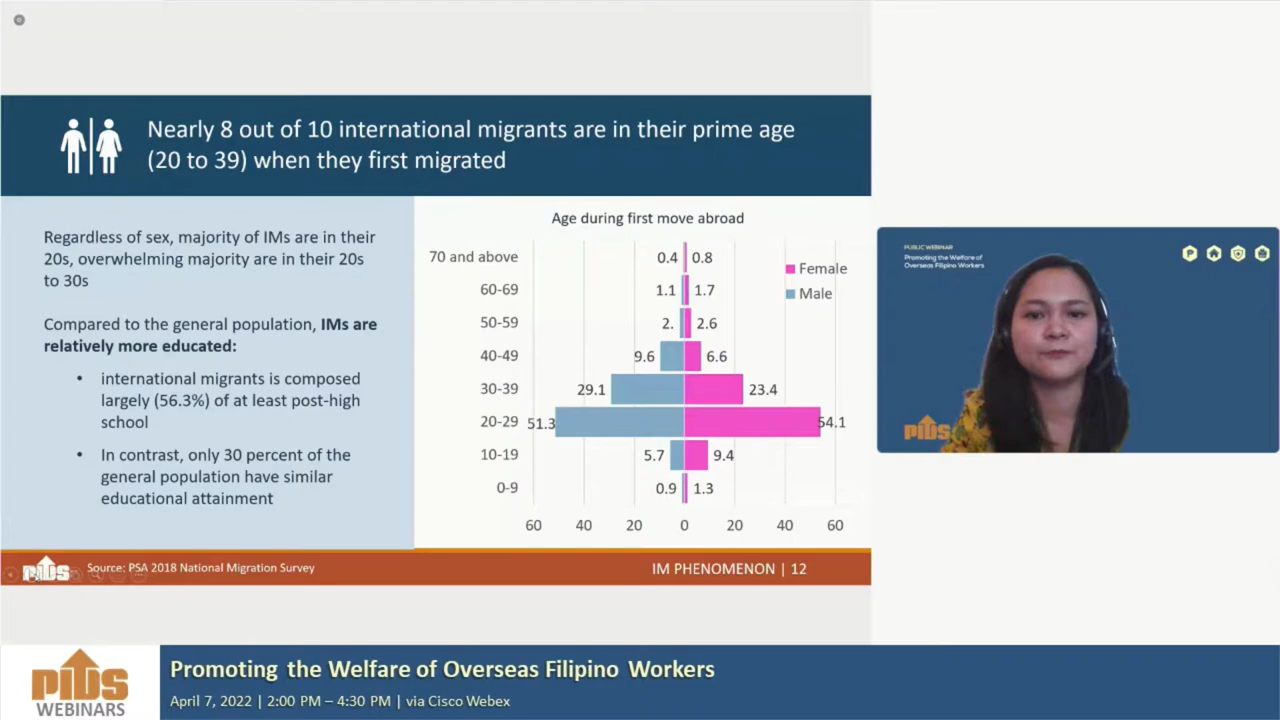 Nearly 8 out of 10 international migrants are in their prime age
(20 to 39) when they first migrated
Regardless of sex, majority of IMs are in their
20s, overwhelming majority are in their 20s
to 30s
Compared to the general population, IMs are
relatively more educated:
• international migrants is composed
largely (56.3%) of at least post-high
school
• In contrast, only 30 percent of the
general population have similar
educational attainment
Age during first move abroad
70 and above 0.4 0.8
60-69 1.1 1.7
50-59 2. 2.6
40-49 9.6 6.6
30-39 29.1 23.4
20-29 51.3 54.1
10-19 5.7 9.4
0-9 0.9 1.3
60 40 20 0 20 40 60
Female
Male
PIDS
Source: PSA 2018 National Migration Survey
IM PHENOMENON | 12
PUBLIC WEBINAR
Promoting the Welfare of
Overseas Filipino Workers
P
PIDS
PIDS
WEBINARS
Promoting the Welfare of Overseas Filipino Workers
April 7, 2022 | 2:00 PM – 4:30 PM | via Cisco Webex